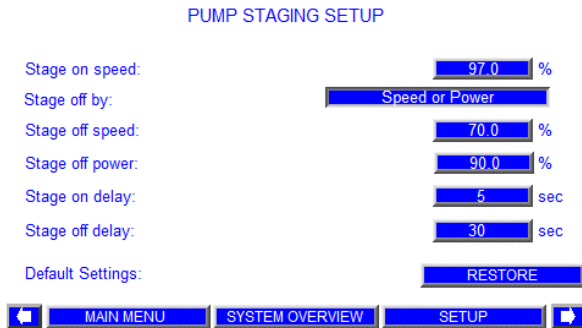 PUMP STAGING SETUP
Stage on speed: 97.0 %
Stage off by: Speed or Power
Stage off speed: 70.0 %
Stage off power: 90.0 %
Stage on delay: 5 sec
Stage off delay: 30 sec
Default Settings: RESTORE
MAIN MENU SYSTEM OVERVIEW SETUP